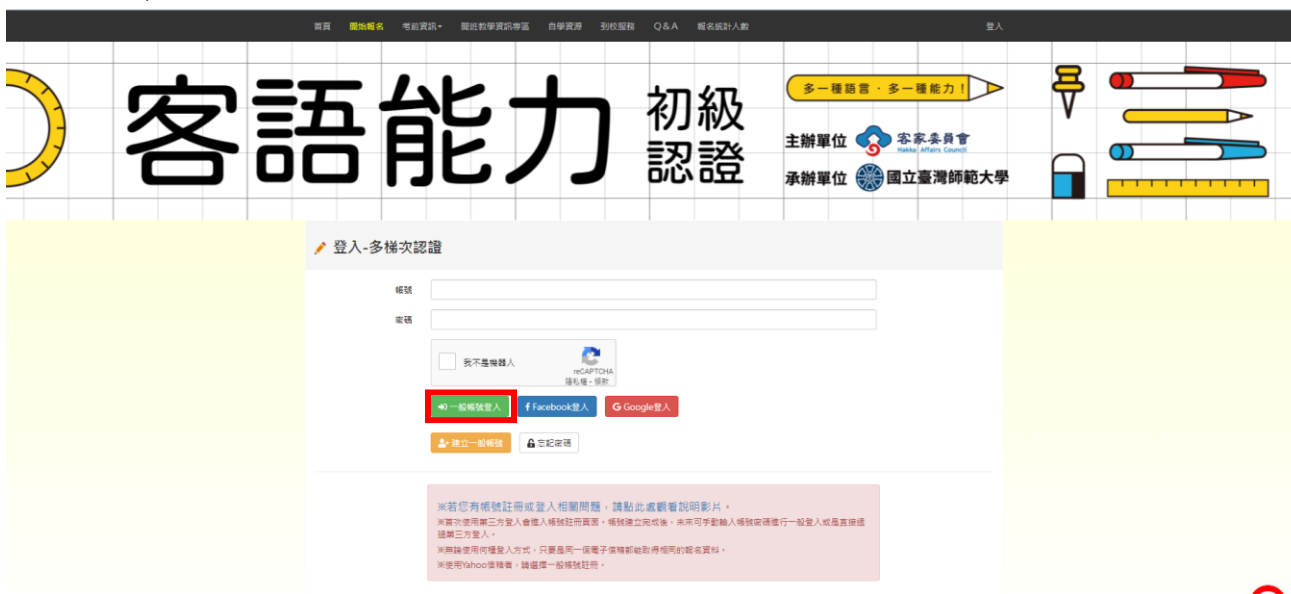 首頁 開始報名 考前資訊 開班教學資訊專區 自學資源 到校服務 Q&A 報名統計人數 登入
客語能力 初級
認證
多一種語言・多一種能力!
主辦單位 客家委員會
Hakka Affairs Council
承辦單位 國立臺灣師範大學
登入-多梯次認證
帳號
密碼
我不是機器人
reCAPTCHA
隱私權 - 條款
一般帳號登入 Facebook登入 Google登入
建立一般帳號 忘記密碼
※若您有帳號註冊或登入相關問題，請點此處觀看說明影片。
※首次使用第三方登入會進入帳號註冊頁面，帳號建立完成後，未來可手動輸入帳號密碼進行一般登入或是直接透
過第三方登入。
※無論使用何種登入方式，只要是同一個電子信箱都能取得相同的報名資料。
※使用Yahoo信箱者，請選擇一般帳號註冊。